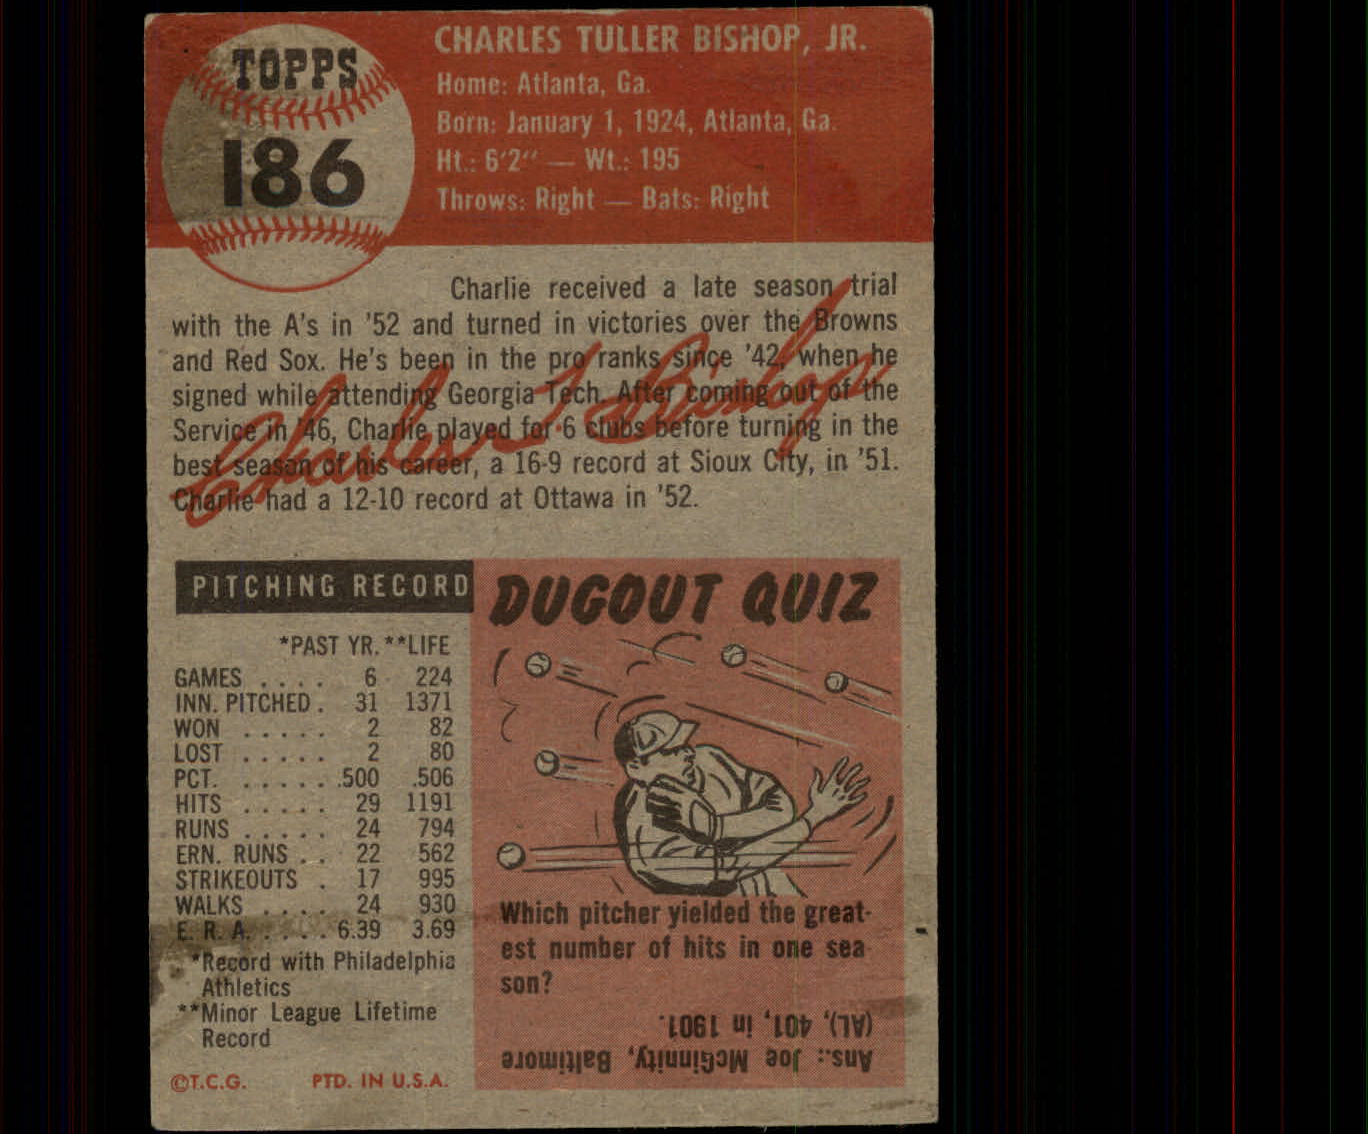 TOPPS
186
CHARLES TULLER BISHOP, JR.
Home: Atlanta, Ga.
Born: January 1, 1924, Atlanta, Ga.
Ht.: 6'2" — Wt.: 195
Throws: Right — Bats: Right
Charlie received a late season trial
with the A's in '52 and turned in victories over the Browns
and Red Sox. He's been in the pro ranks since '42, when he
signed while attending Georgia Tech. After coming out of the
Service in '46, Charlie played for 6 clubs before turning in the
best season of his career, a 16-9 record at Sioux City, in '51.
Charlie had a 12-10 record at Ottawa in '52.
Charles T. Bishop
PITCHING RECORD
*PAST YR. **LIFE
GAMES . . . . 6 224
INN. PITCHED . 31 1371
WON . . . . . 2 82
LOST . . . . . 2 80
PCT. . . . . . .500 .506
HITS . . . . . 29 1191
RUNS . . . . . 24 794
ERN. RUNS . . 22 562
STRIKEOUTS . 17 995
WALKS . . . . 24 930
E. R. A. . . . . 6.39 3.69
*Record with Philadelphia
Athletics
**Minor League Lifetime
Record
©T.C.G. PTD. IN U.S.A.
DUGOUT QUIZ
Which pitcher yielded the great-
est number of hits in one sea-
son?
Ans.: Joe McGinnity, Baltimore
(AL), 401, in 1901.